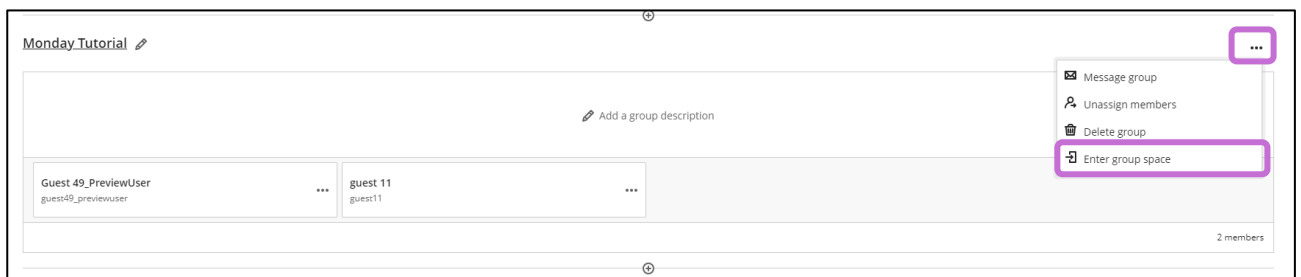 Monday Tutorial
Message group
Unassign members
Add a group description
Delete group
Enter group space
Guest 49_PreviewUser
guest49_previewuser
guest 11
guest11
2 members